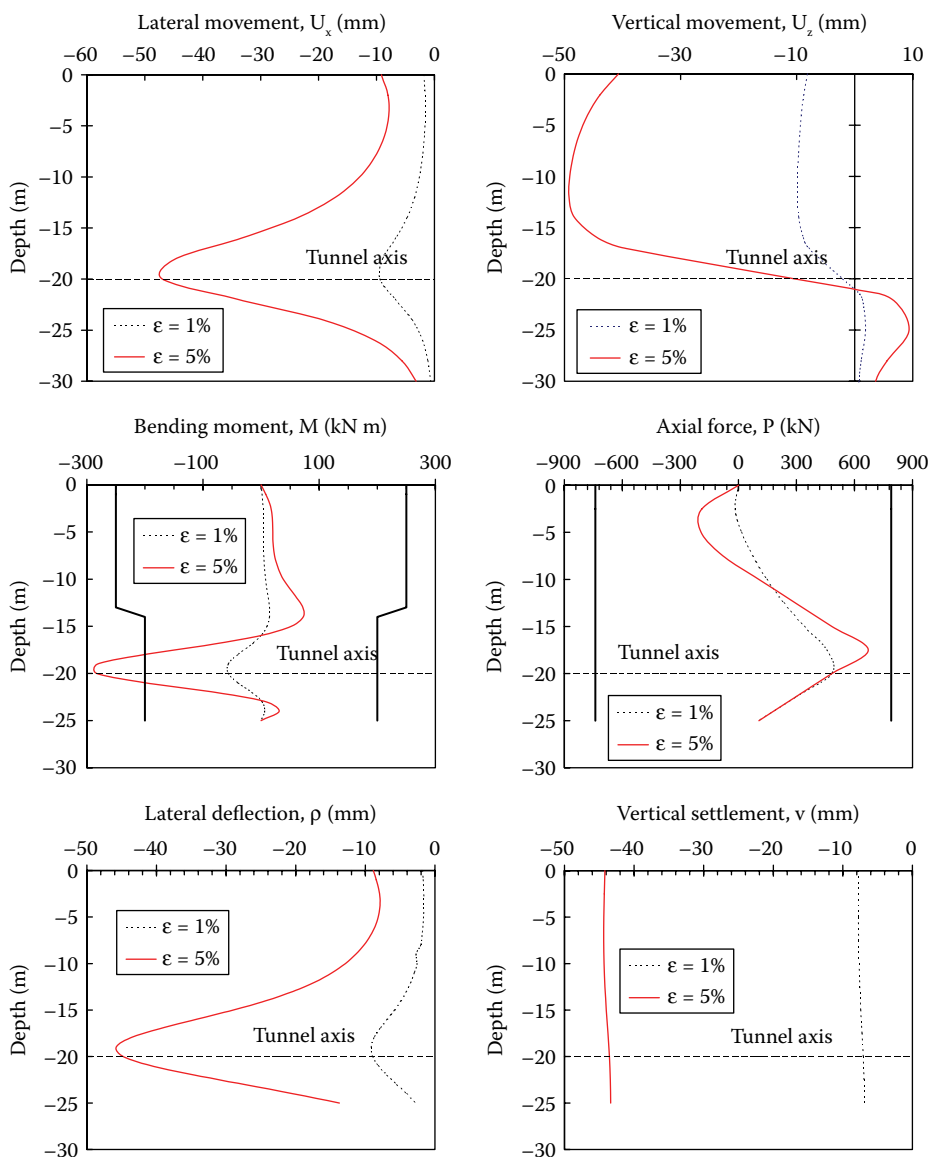 Lateral movement, Ux (mm)
−60 −50 −40 −30 −20 −10 0
0
−5
−10
−15
−20
−25
−30
Depth (m)
Tunnel axis
ε = 1%
ε = 5%
Vertical movement, Uz (mm)
−50 −30 −10 10
0
−5
−10
−15
−20
−25
−30
Depth (m)
Tunnel axis
ε = 1%
ε = 5%
Bending moment, M (kN m)
−300 −100 100 300
0
−5
−10
−15
−20
−25
−30
Depth (m)
ε = 1%
ε = 5%
Tunnel axis
Axial force, P (kN)
−900 −600 −300 0 300 600 900
0
−5
−10
−15
−20
−25
−30
Depth (m)
Tunnel axis
ε = 1%
ε = 5%
Lateral deflection, ρ (mm)
−50 −40 −30 −20 −10 0
0
−5
−10
−15
−20
−25
−30
Depth (m)
ε = 1%
ε = 5%
Tunnel axis
Vertical settlement, v (mm)
−50 −40 −30 −20 −10 0
0
−5
−10
−15
−20
−25
−30
Depth (m)
ε = 1%
ε = 5%
Tunnel axis